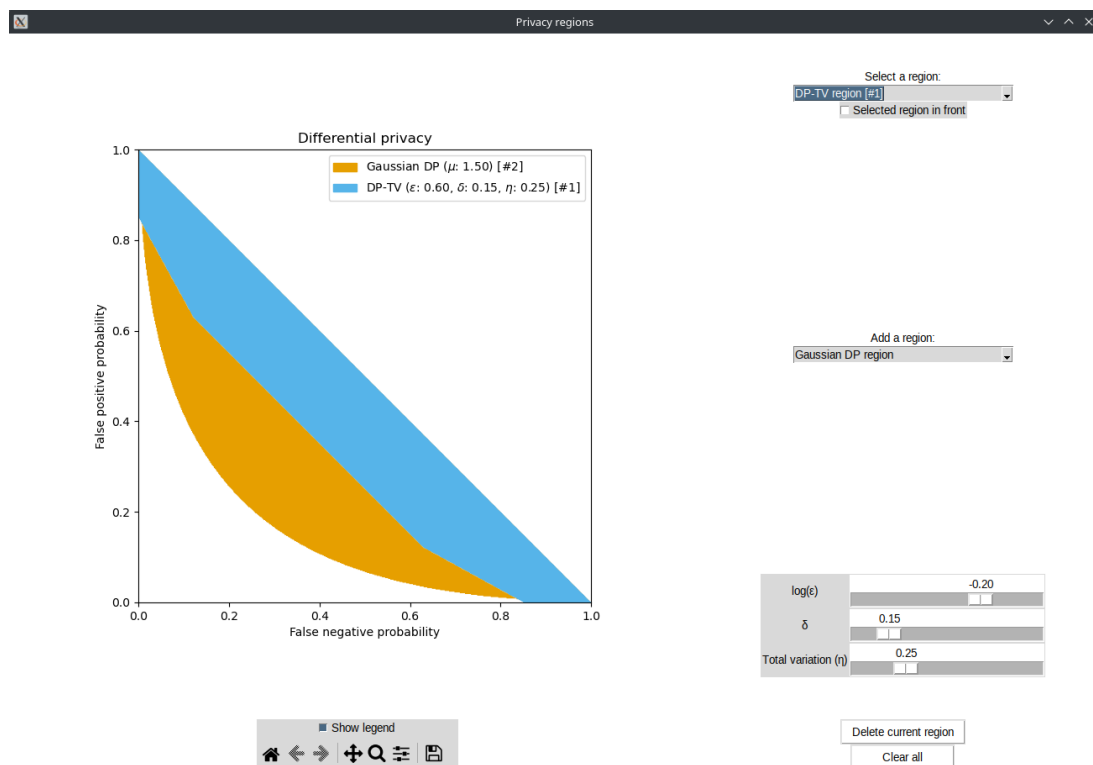 Privacy regions
Select a region:
DP-TV region [#1]
Selected region in front
Differential privacy
Gaussian DP (μ: 1.50) [#2]
DP-TV (ε: 0.60, δ: 0.15, η: 0.25) [#1]
1.0
0.8
0.6
0.4
0.2
0.0
False positive probability
0.0 0.2 0.4 0.6 0.8 1.0
False negative probability
Add a region:
Gaussian DP region
log(ε) -0.20
δ 0.15
Total variation (η) 0.25
Show legend
Delete current region
Clear all